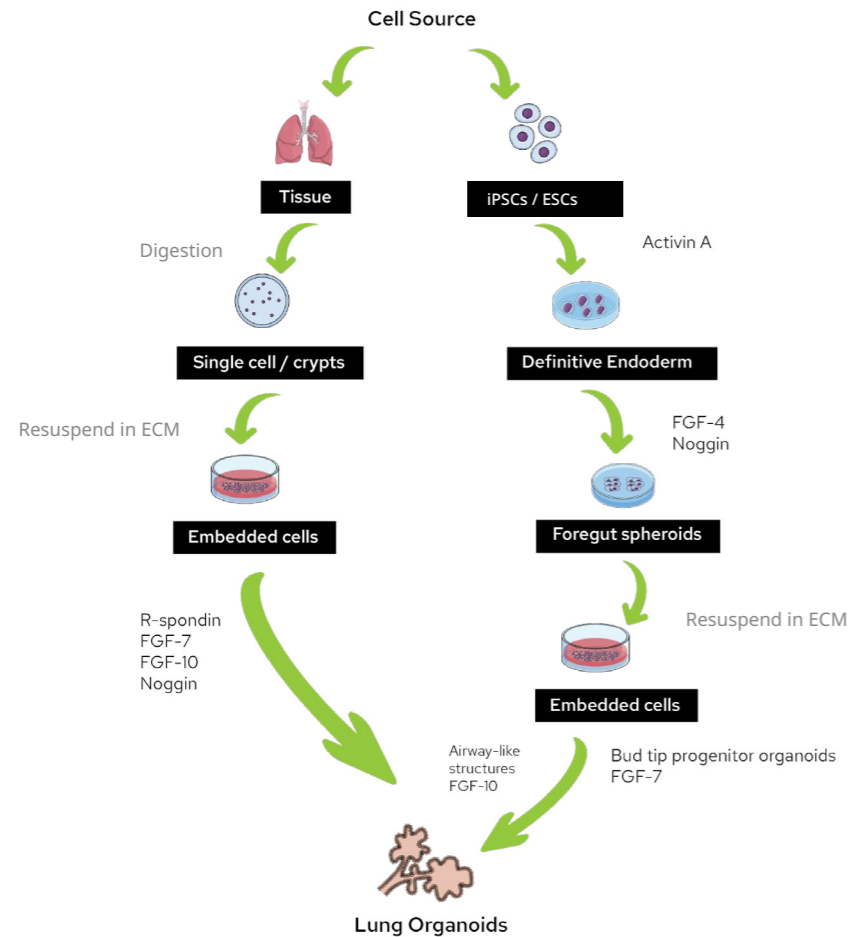 Cell Source
Tissue
iPSCs / ESCs
Digestion
Activin A
Single cell / crypts
Definitive Endoderm
Resuspend in ECM
FGF-4
Noggin
Embedded cells
Foregut spheroids
R-spondin
FGF-7
FGF-10
Noggin
Resuspend in ECM
Embedded cells
Airway-like
structures
FGF-10
Bud tip progenitor organoids
FGF-7
Lung Organoids